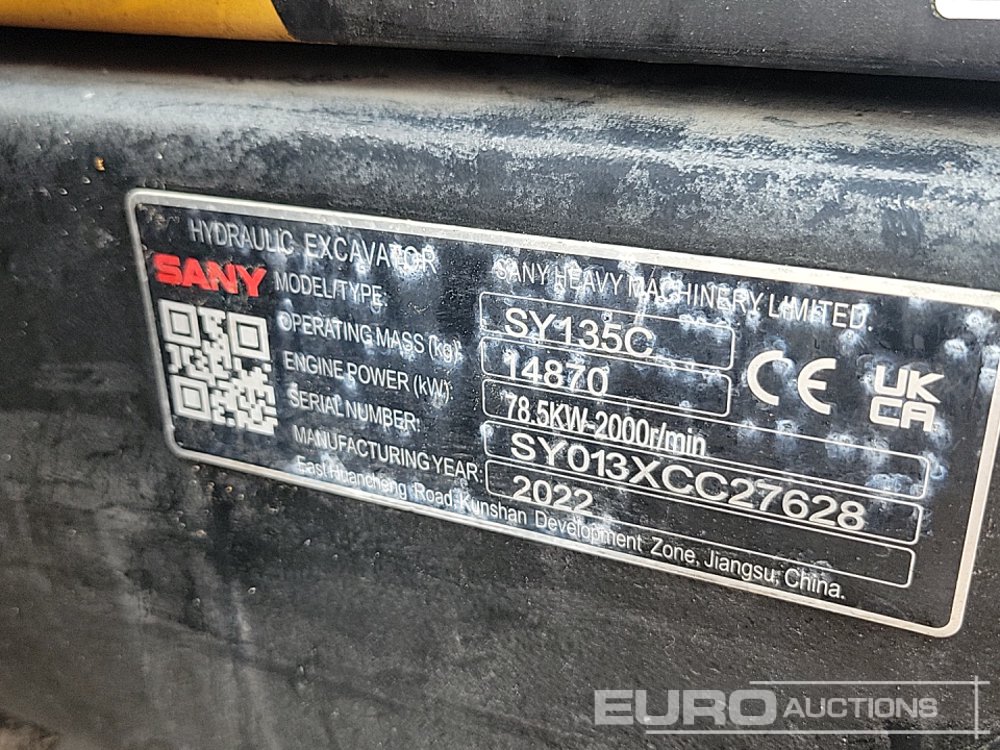 HYDRAULIC EXCAVATOR
SANY HEAVY MACHINERY LIMITED.
SANY
MODEL/TYPE: SY135C
OPERATING MASS (kg): 14870
ENGINE POWER (kW): 78.5KW-2000r/min
SERIAL NUMBER: SY013XCC27628
MANUFACTURING YEAR: 2022
East Huancheng Road, Kunshan Development Zone, Jiangsu, China.
CE
UK
CA
EURO AUCTIONS